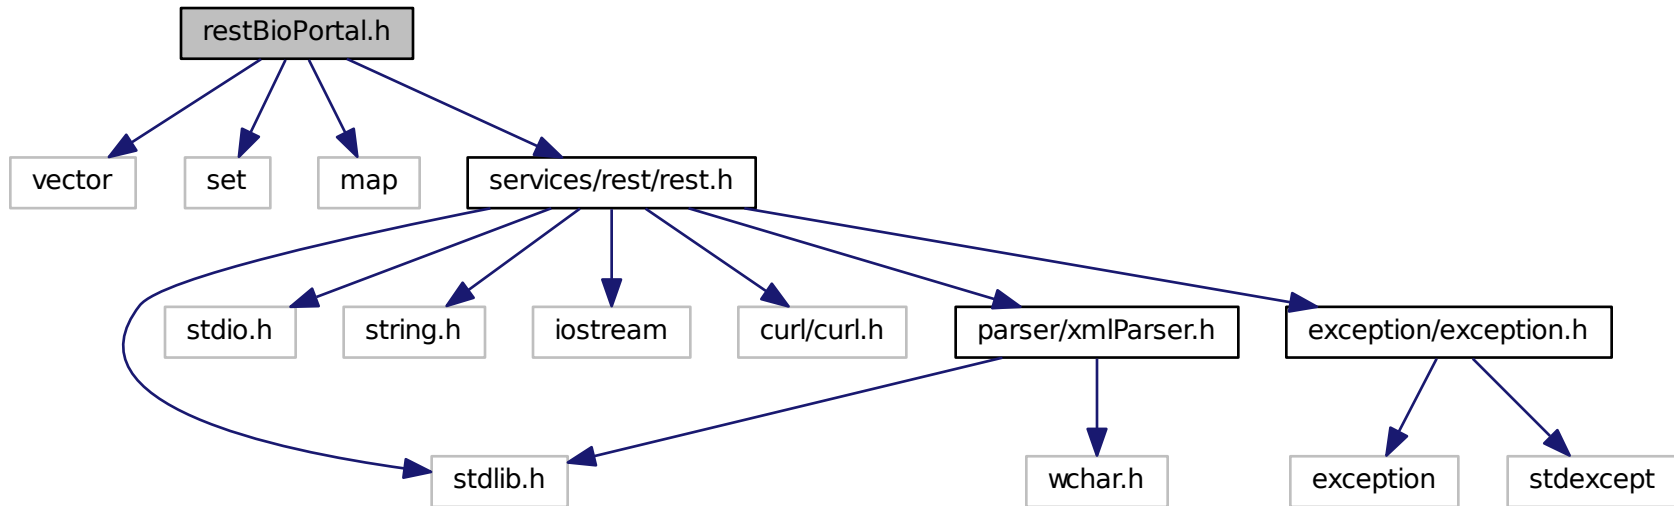 restBioPortal.h
vector
set
map
services/rest/rest.h
stdio.h
string.h
iostream
curl/curl.h
parser/xmlParser.h
exception/exception.h
stdlib.h
wchar.h
exception
stdexcept